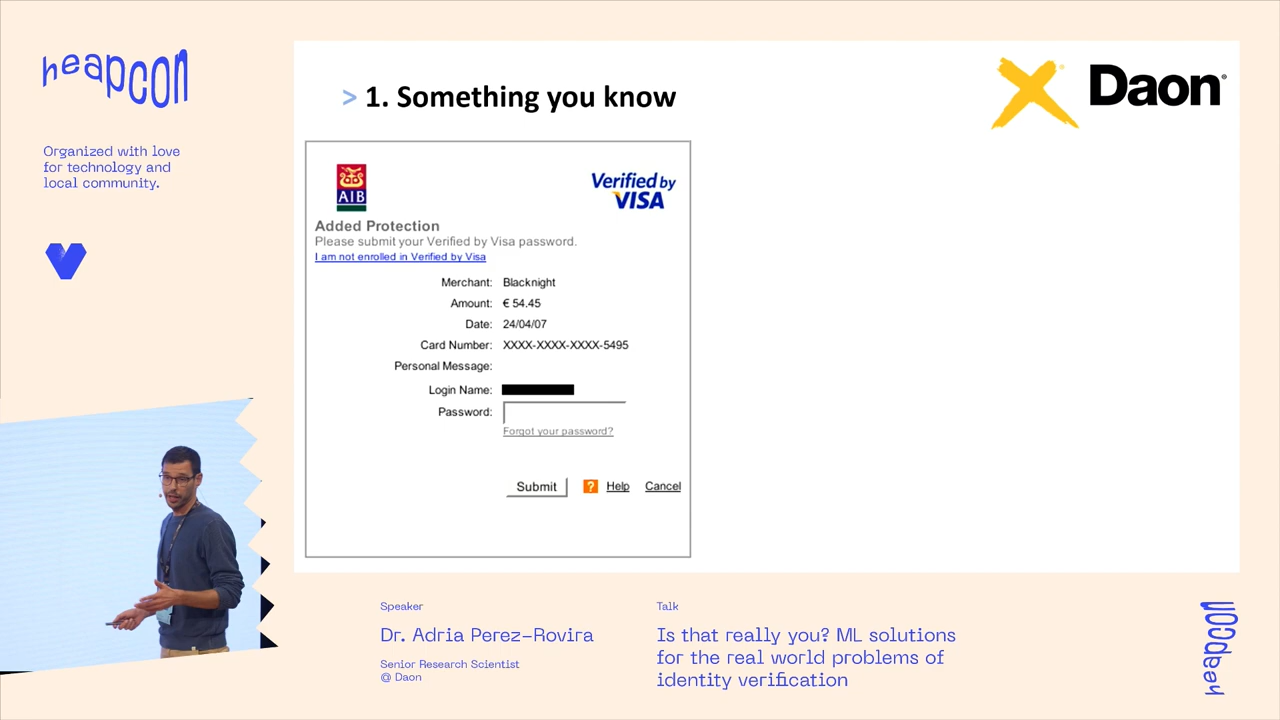 heapcon
Organized with love
for technology and
local community.
> 1. Something you know
Daon
AIB
Verified by
VISA
Added Protection
Please submit your Verified by Visa password.
I am not enrolled in Verified by Visa
Merchant: Blacknight
Amount: € 54.45
Date: 24/04/07
Card Number: XXXX-XXXX-XXXX-5495
Personal Message:
Login Name:
Password:
Forgot your password?
Submit ? Help Cancel
Speaker
Dr. Adria Perez-Rovira
Senior Research Scientist
@ Daon
Talk
Is that really you? ML solutions
for the real world problems of
identity verification
heapcon